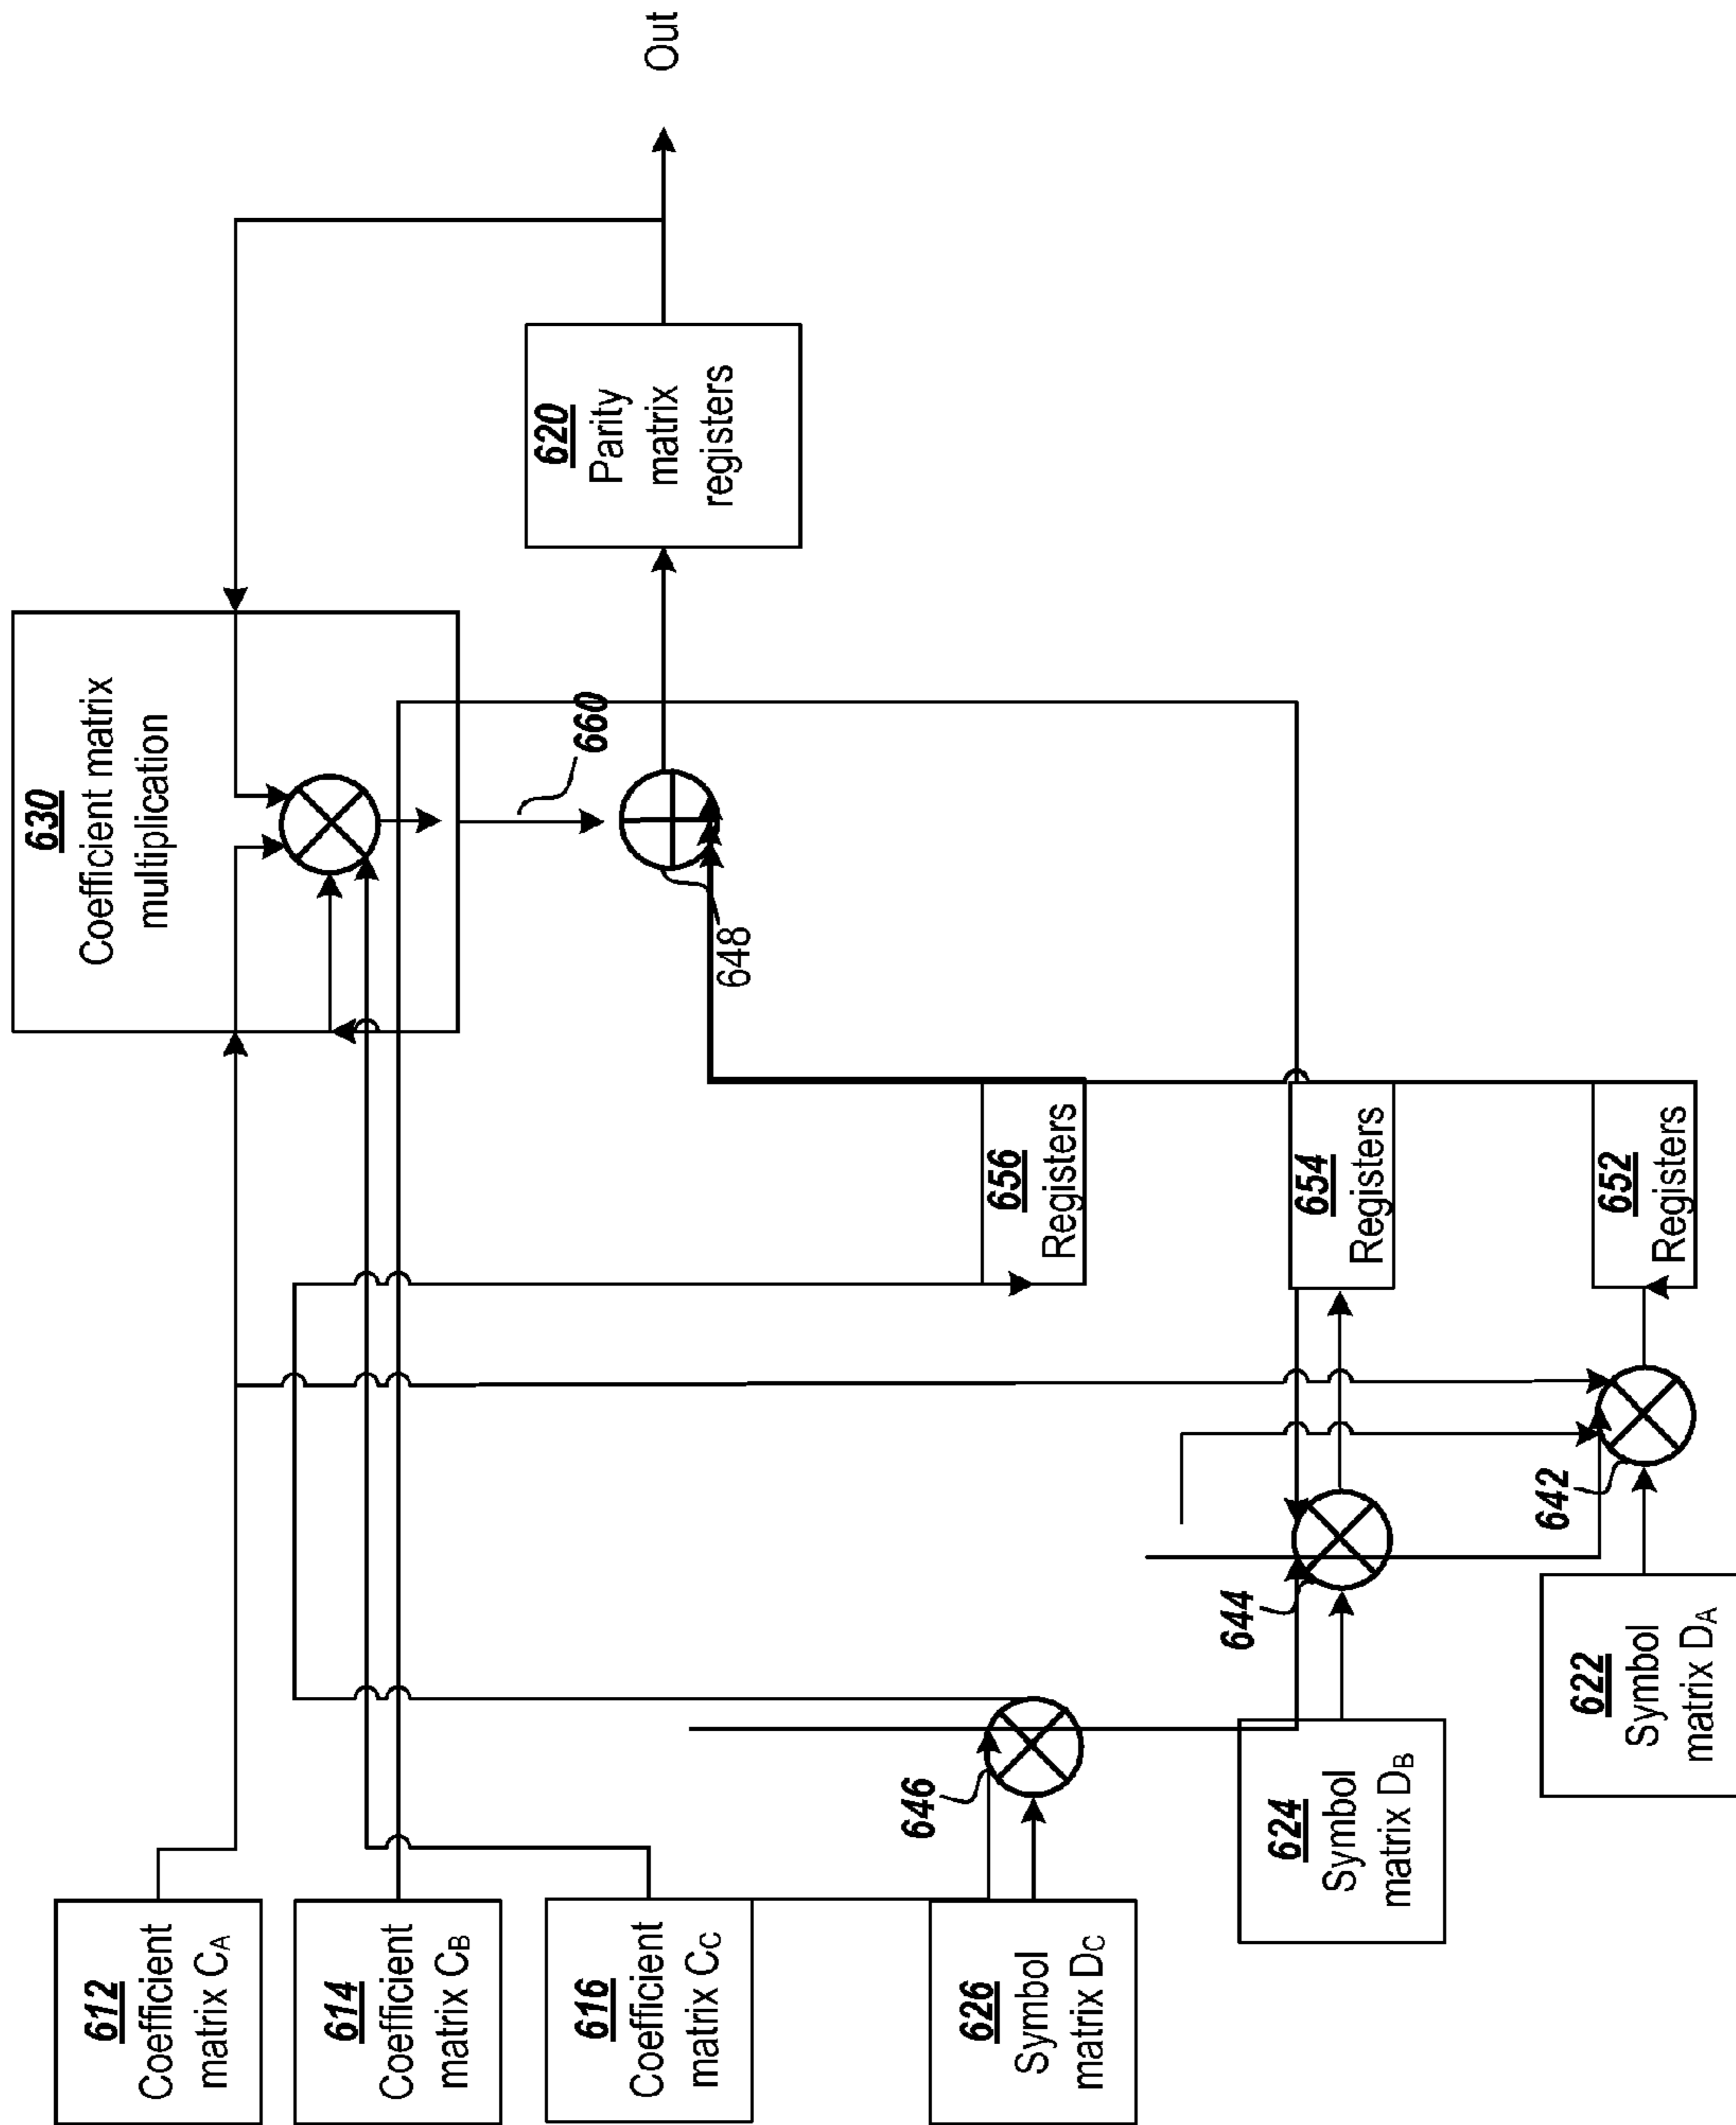 612
Coefficient
matrix CA
614
Coefficient
matrix CB
616
Coefficient
matrix CC
626
Symbol
matrix DC
624
Symbol
matrix DB
622
Symbol
matrix DA
646
644
642
656
Registers
654
Registers
652
Registers
630
Coefficient matrix
multiplication
660
648
620
Parity
matrix
registers
Out